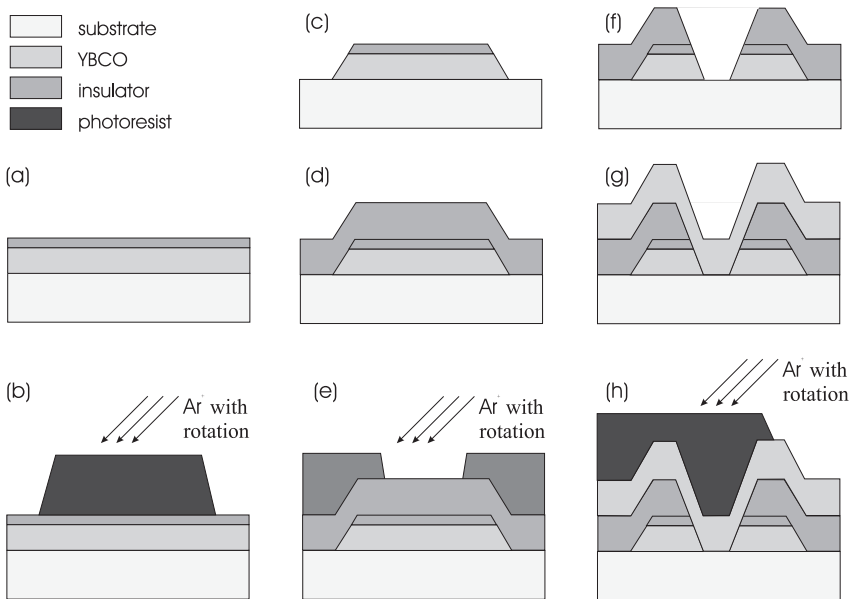 substrate
YBCO
insulator
photoresist
(a)
(b)
Ar with
rotation
(c)
(d)
(e)
Ar with
rotation
(f)
(g)
(h)
Ar with
rotation